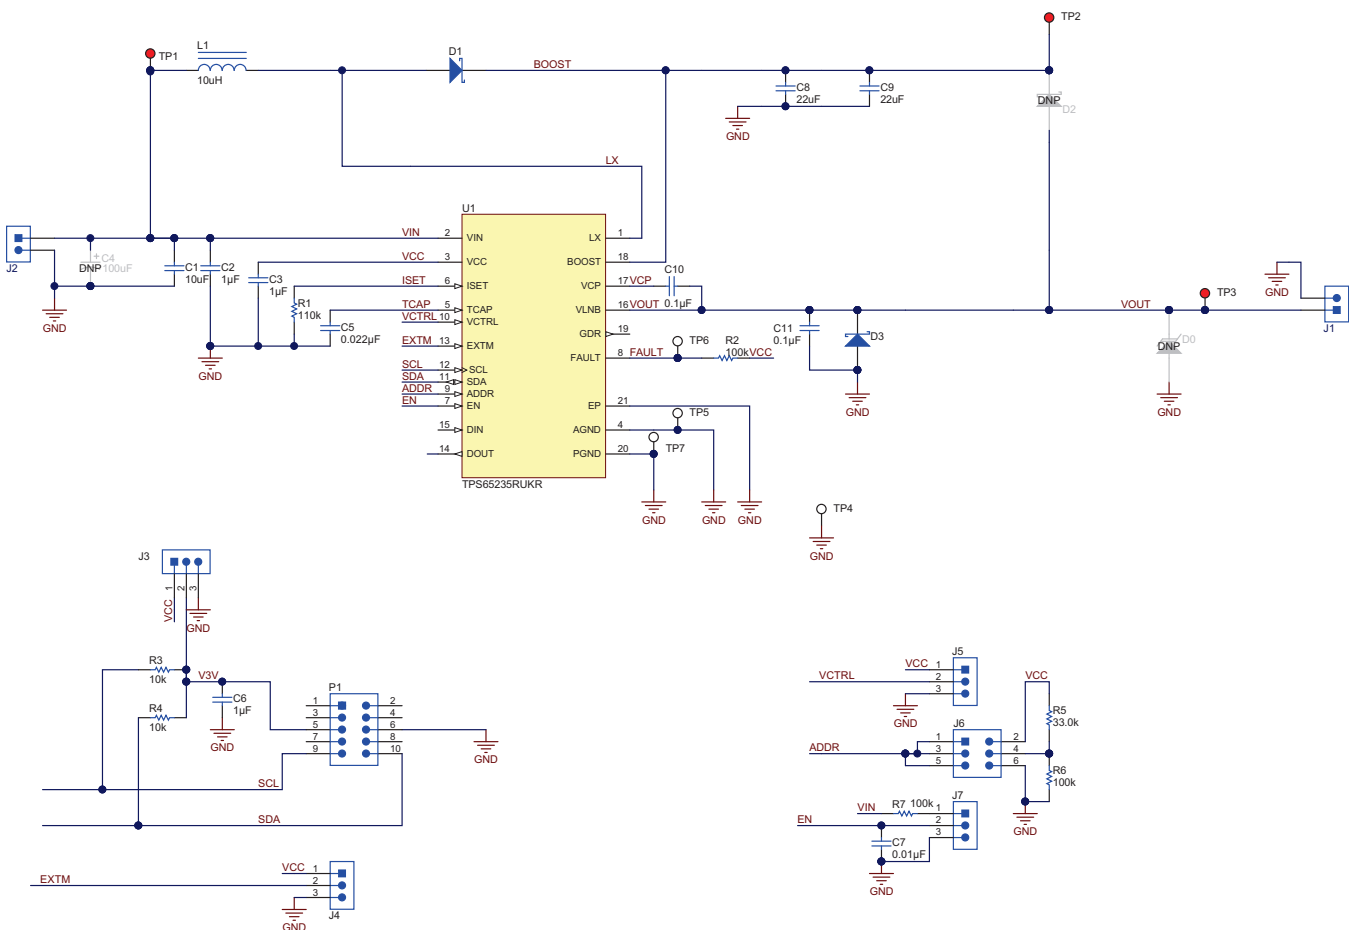 TP2
TP1
L1
10uH
D1
BOOST
C8
22uF
C9
22uF
GND
DNP
D2
LX
U1
J2
VIN
2
VIN
LX
1
VCC
3
VCC
BOOST
18
ISET
6
ISET
VCP
17
VCP
C10
0.1µF
TCAP
5
TCAP
VLNB
16
VOUT
VCTRL
10
VCTRL
GDR
19
EXTM
13
EXTM
FAULT
8
FAULT
TP6
R2
100k
VCC
SCL
12
SCL
SDA
11
SDA
ADDR
9
ADDR
EN
7
EN
EP
21
15
DIN
AGND
4
TP5
14
DOUT
PGND
20
TP7
TPS65235RUKR
C4
DNP
100uF
C1
10uF
C2
1µF
C3
1µF
R1
110k
C5
0.022µF
GND
GND
C11
0.1µF
D3
GND
VOUT
TP3
GND
J1
DNP
D0
GND
GND
GND
GND
TP4
GND
J3
1
2
3
VCC
GND
R3
10k
V3V
R4
10k
C6
1µF
GND
P1
1
2
3
4
5
6
7
8
9
10
GND
SCL
SDA
EXTM
VCC
1
2
3
J4
GND
J5
VCC
1
VCTRL
2
3
GND
J6
VCC
ADDR
1
2
3
4
5
6
R5
33.0k
R6
100k
GND
J7
VIN
R7
100k
1
EN
2
3
C7
0.01µF
GND